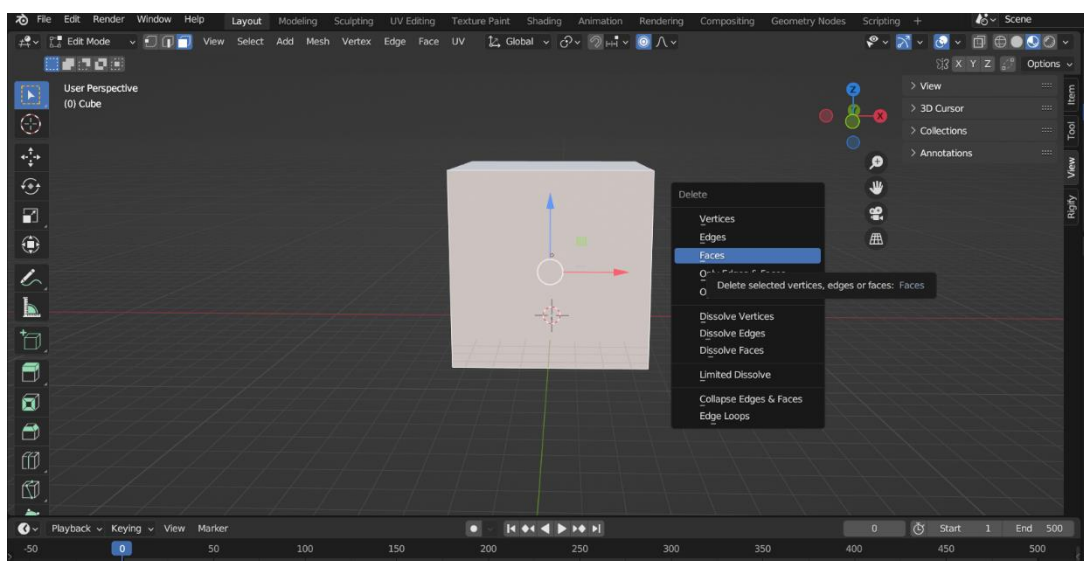 File Edit Render Window Help Layout Modeling Sculpting UV Editing Texture Paint Shading Animation Rendering Compositing Geometry Nodes Scripting + Scene
Edit Mode View Select Add Mesh Vertex Edge Face UV Global
X Y Z Options
User Perspective
(0) Cube
Z
Y
X
> View
> 3D Cursor
> Collections
> Annotations
Item
Tool
View
Rigify
Delete
Vertices
Edges
Faces
Delete selected vertices, edges or faces: Faces
Dissolve Vertices
Dissolve Edges
Dissolve Faces
Limited Dissolve
Collapse Edges & Faces
Edge Loops
Playback Keying View Marker 0 Start 1 End 500
-50 0 50 100 150 200 250 300 350 400 450 500